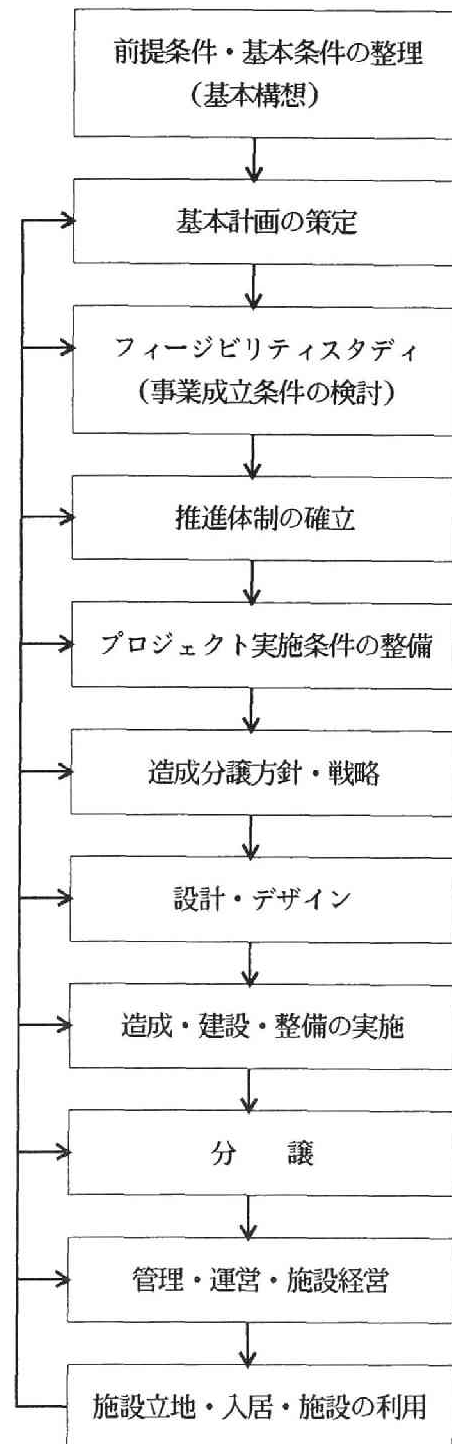 前提条件・基本条件の整理
(基本構想)
基本計画の策定
フィージビリティスタディ
(事業成立条件の検討)
推進体制の確立
プロジェクト実施条件の整備
造成分譲方針・戦略
設計・デザイン
造成・建設・整備の実施
分　譲
管理・運営・施設経営
施設立地・入居・施設の利用